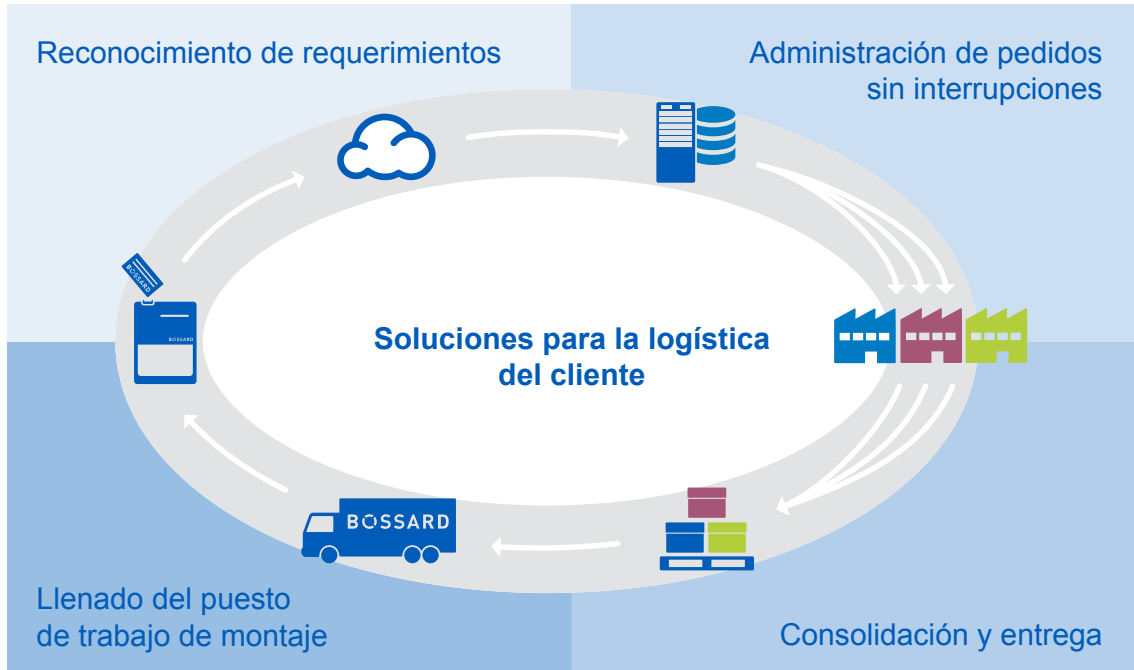 Reconocimiento de requerimientos
Administración de pedidos
sin interrupciones
BOSSARD
BOSSARD
Soluciones para la logística
del cliente
BOSSARD
Llenado del puesto
de trabajo de montaje
Consolidación y entrega